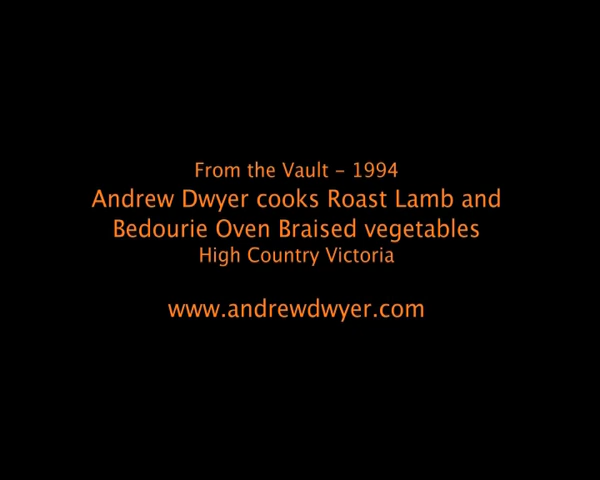 From the Vault – 1994
Andrew Dwyer cooks Roast Lamb and
Bedourie Oven Braised vegetables
High Country Victoria
www.andrewdwyer.com